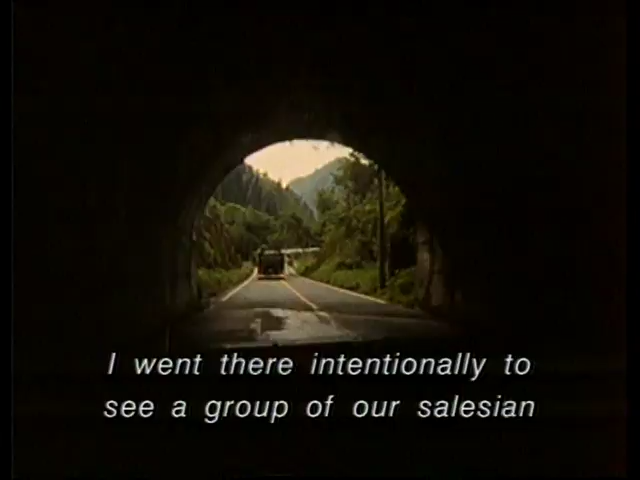 I went there intentionally to
see a group of our salesian